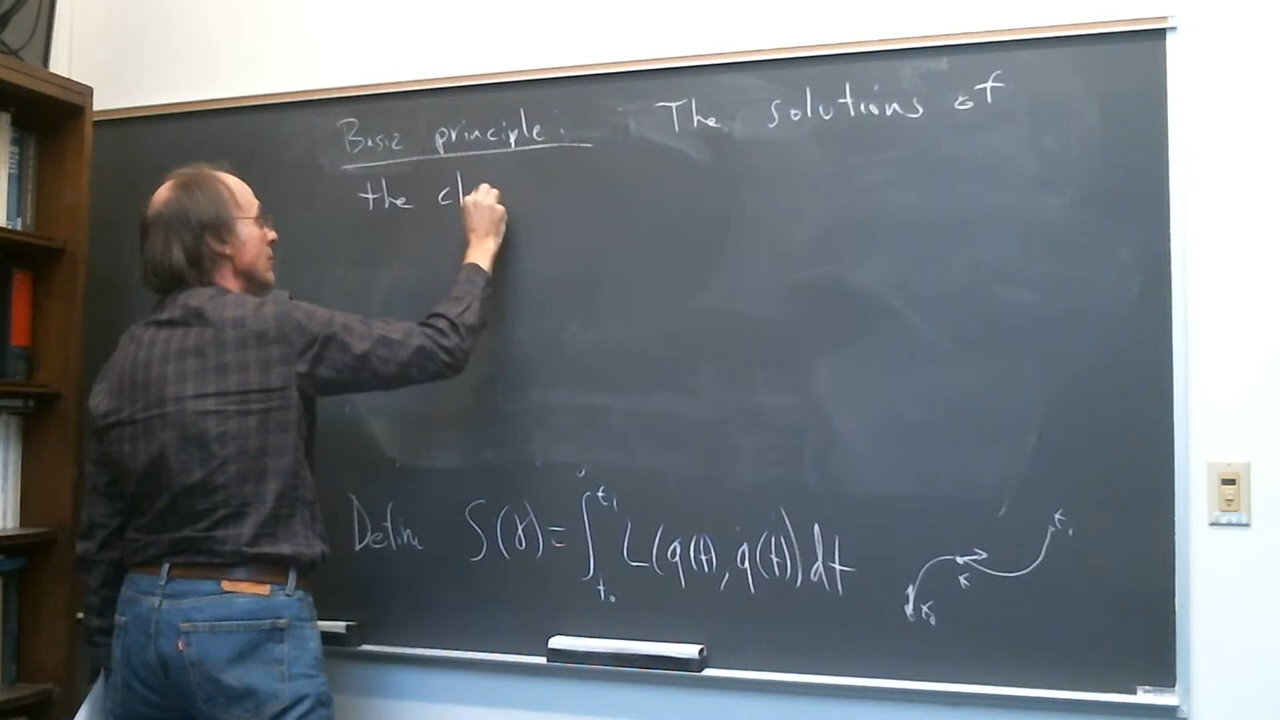 Basic principle: The solutions of
the cl
Define S(γ) = ∫_{t₀}^{t₁} L(q(t), q̇(t)) dt
t₀ t t₁